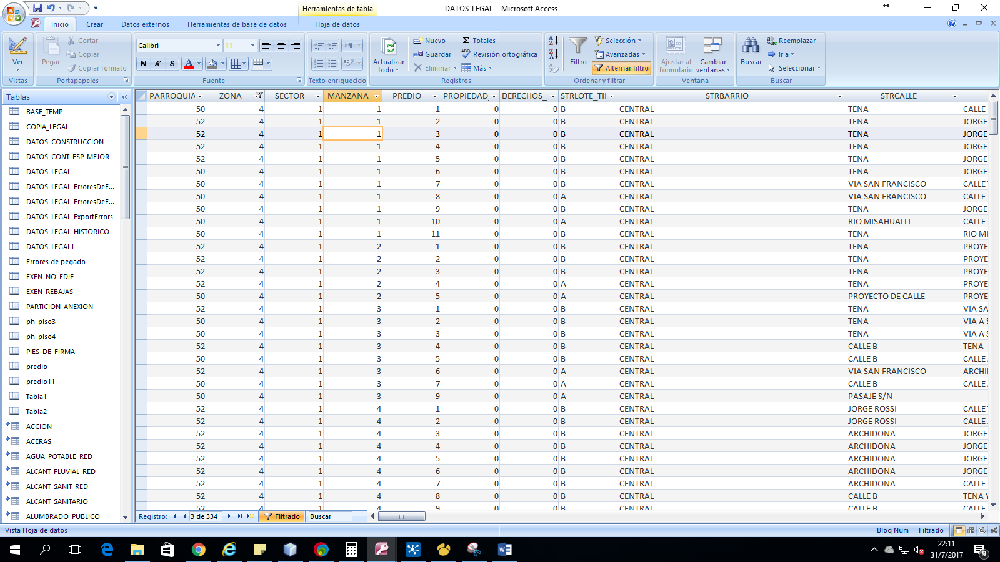 Herramientas de tabla
DATOS_LEGAL - Microsoft Access
Inicio Crear Datos externos Herramientas de base de datos Hoja de datos
Ver
Vistas
Pegar
Cortar
Copiar
Copiar formato
Portapapeles
Calibri 11
N K S A
Fuente
Texto enriquecido
Actualizar todo
Nuevo
Guardar
Eliminar
Totales
Revisión ortográfica
Más
Registros
Filtro
Selección
Avanzadas
Alternar filtro
Ordenar y filtrar
Ajustar al formulario
Cambiar ventanas
Ventana
Buscar
Reemplazar
Ir a
Seleccionar
Buscar
Tablas
BASE_TEMP
COPIA_LEGAL
DATOS_CONSTRUCCION
DATOS_CONT_ESP_MEJOR
DATOS_LEGAL
DATOS_LEGAL_ErroresDeE...
DATOS_LEGAL_ErroresDeE...
DATOS_LEGAL_ExportErrors
DATOS_LEGAL_HISTORICO
DATOS_LEGAL1
Errores de pegado
EXEN_NO_EDIF
EXEN_REBAJAS
PARTICION_ANEXION
ph_piso3
ph_piso4
PIES_DE_FIRMA
predio
predio11
Tabla1
Tabla2
ACCION
ACERAS
AGUA_POTABLE_RED
ALCANT_PLUVIAL_RED
ALCANT_SANIT_RED
ALCANT_SANITARIO
ALUMBRADO_PUBLICO
PARROQUIA ZONA SECTOR MANZANA PREDIO PROPIEDAD_ DERECHOS_ STRLOTE_TII STRBARRIO STRCALLE
50 4 1 1 1 0 0 B CENTRAL TENA CALLE
52 4 1 1 2 0 0 B CENTRAL TENA JORGE
52 4 1 1 3 0 0 B CENTRAL TENA JORGE
52 4 1 1 4 0 0 B CENTRAL TENA JORGE
52 4 1 1 5 0 0 B CENTRAL TENA JORGE
50 4 1 1 6 0 0 B CENTRAL TENA JORGE
50 4 1 1 7 0 0 B CENTRAL VIA SAN FRANCISCO CALLE
50 4 1 1 8 0 0 A CENTRAL VIA SAN FRANCISCO CALLE
50 4 1 1 9 0 0 B CENTRAL TENA JORGE
50 4 1 1 10 0 0 A CENTRAL RIO MISAHUALLI CALLE
50 4 1 1 11 0 0 B CENTRAL TENA RIO MI
52 4 1 2 1 0 0 B CENTRAL TENA PROYE
52 4 1 2 2 0 0 B CENTRAL TENA PROYE
52 4 1 2 3 0 0 B CENTRAL TENA PROYE
52 4 1 2 4 0 0 A CENTRAL TENA PROYE
50 4 1 2 5 0 0 A CENTRAL PROYECTO DE CALLE PROYE
52 4 1 3 1 0 0 B CENTRAL TENA VIA SA
50 4 1 3 2 0 0 B CENTRAL TENA VIA A S
50 4 1 3 3 0 0 B CENTRAL TENA VIA A S
52 4 1 3 4 0 0 B CENTRAL CALLE B TENA
50 4 1 3 5 0 0 B CENTRAL CALLE B CALLE
52 4 1 3 6 0 0 A CENTRAL VIA SAN FRANCISCO ARCHI
50 4 1 3 7 0 0 A CENTRAL CALLE B CALLE
50 4 1 3 9 0 0 A CENTRAL PASAJE S/N
52 4 1 4 1 0 0 B CENTRAL JORGE ROSSI CALLE
52 4 1 4 2 0 0 B CENTRAL JORGE ROSSI CALLE
52 4 1 4 3 0 0 B CENTRAL ARCHIDONA JORGE
52 4 1 4 4 0 0 B CENTRAL ARCHIDONA JORGE
52 4 1 4 5 0 0 B CENTRAL ARCHIDONA JORGE
52 4 1 4 6 0 0 B CENTRAL ARCHIDONA JORGE
52 4 1 4 7 0 0 B CENTRAL ARCHIDONA CALLE
52 4 1 4 8 0 0 B CENTRAL CALLE B TENA Y
52 4 1 4 9 0 0 B CENTRAL CALLE B CALLE
Registro: 3 de 334 Filtrado Buscar
Vista Hoja de datos Bloq Num Filtrado
22:11
31/7/2017
9